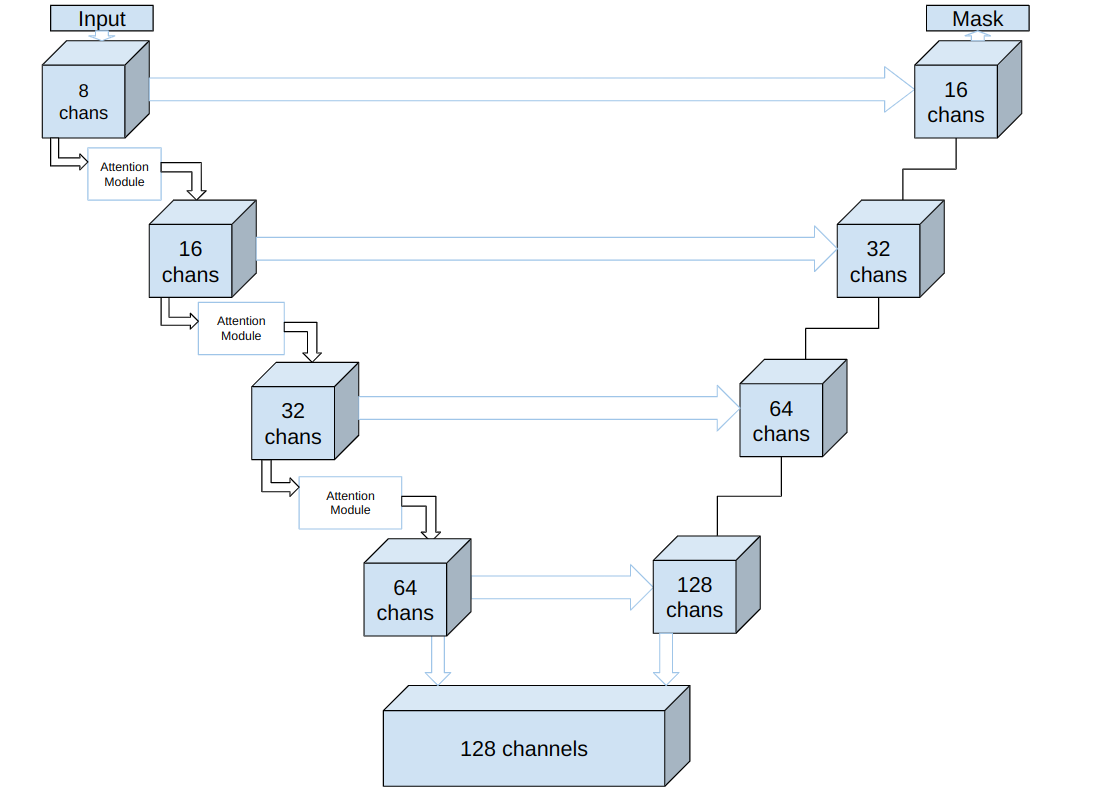 Input
Mask
8
chans
16
chans
Attention
Module
16
chans
32
chans
Attention
Module
32
chans
64
chans
Attention
Module
64
chans
128
chans
128 channels